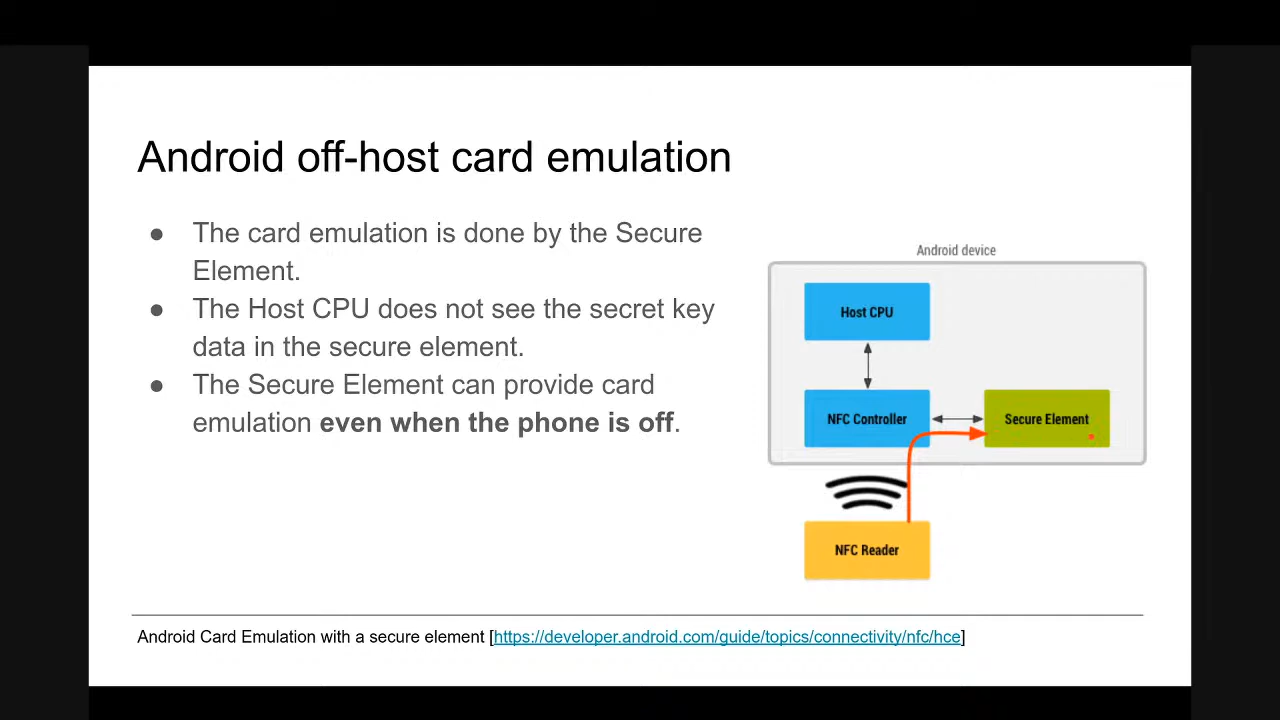 Android off-host card emulation
● The card emulation is done by the Secure
Element.
● The Host CPU does not see the secret key
data in the secure element.
● The Secure Element can provide card
emulation even when the phone is off.
Android device
Host CPU
NFC Controller
Secure Element
NFC Reader
Android Card Emulation with a secure element [https://developer.android.com/guide/topics/connectivity/nfc/hce]